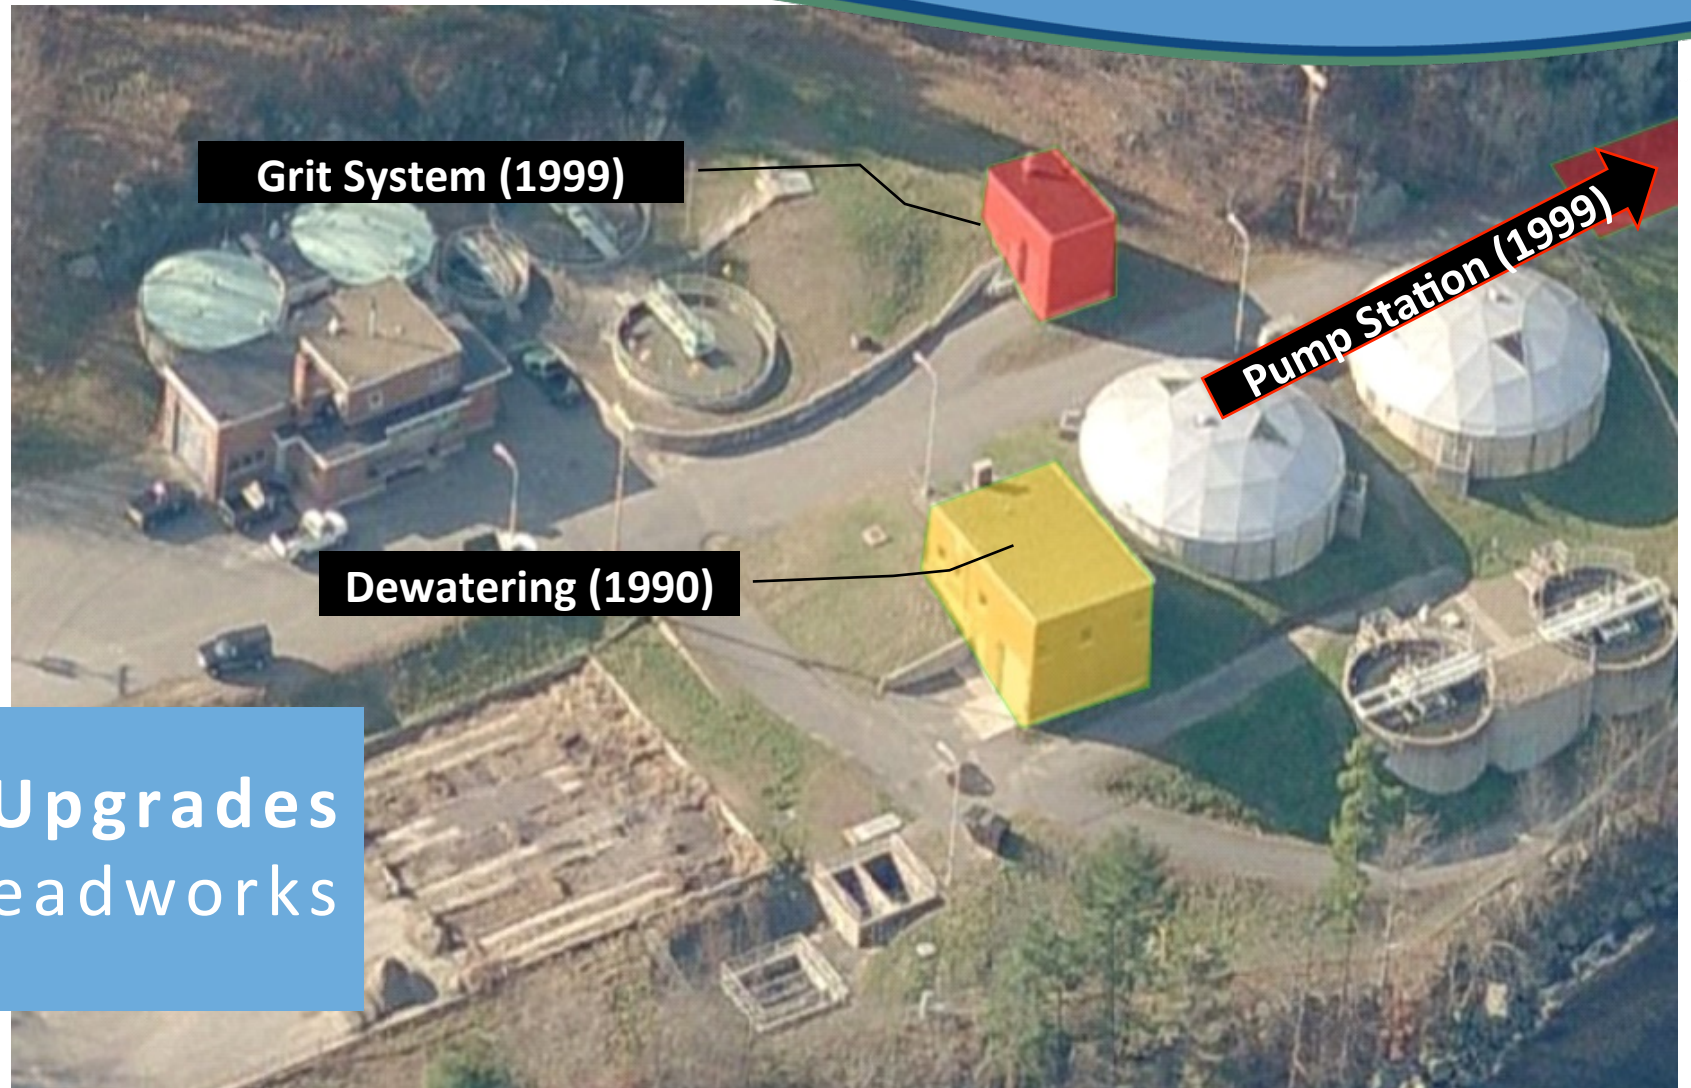 Grit System (1999)
Pump Station (1999)
Dewatering (1990)
Upgrades
eadworks